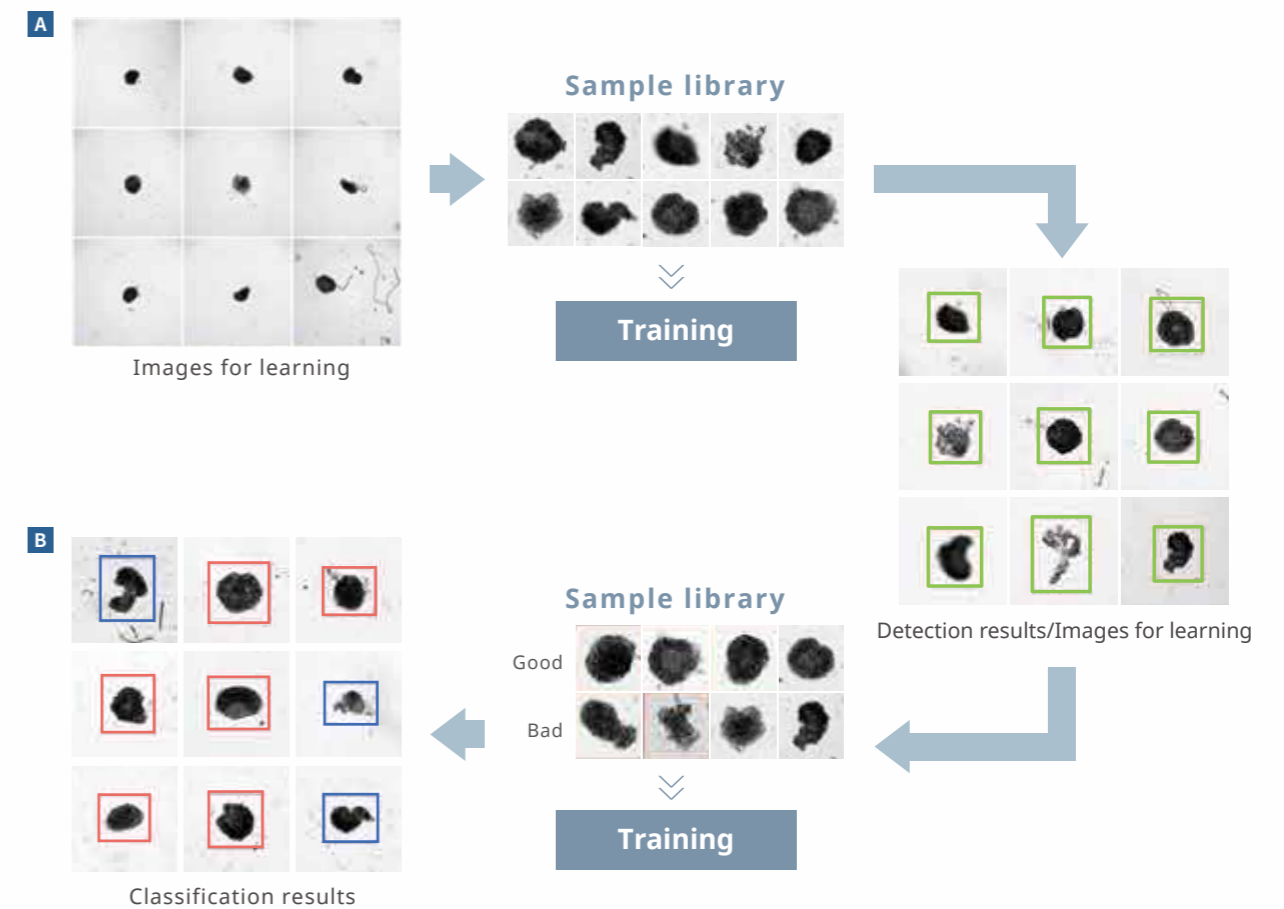 A
Sample library
Training
Images for learning
Detection results/Images for learning
B
Sample library
Good
Bad
Training
Classification results